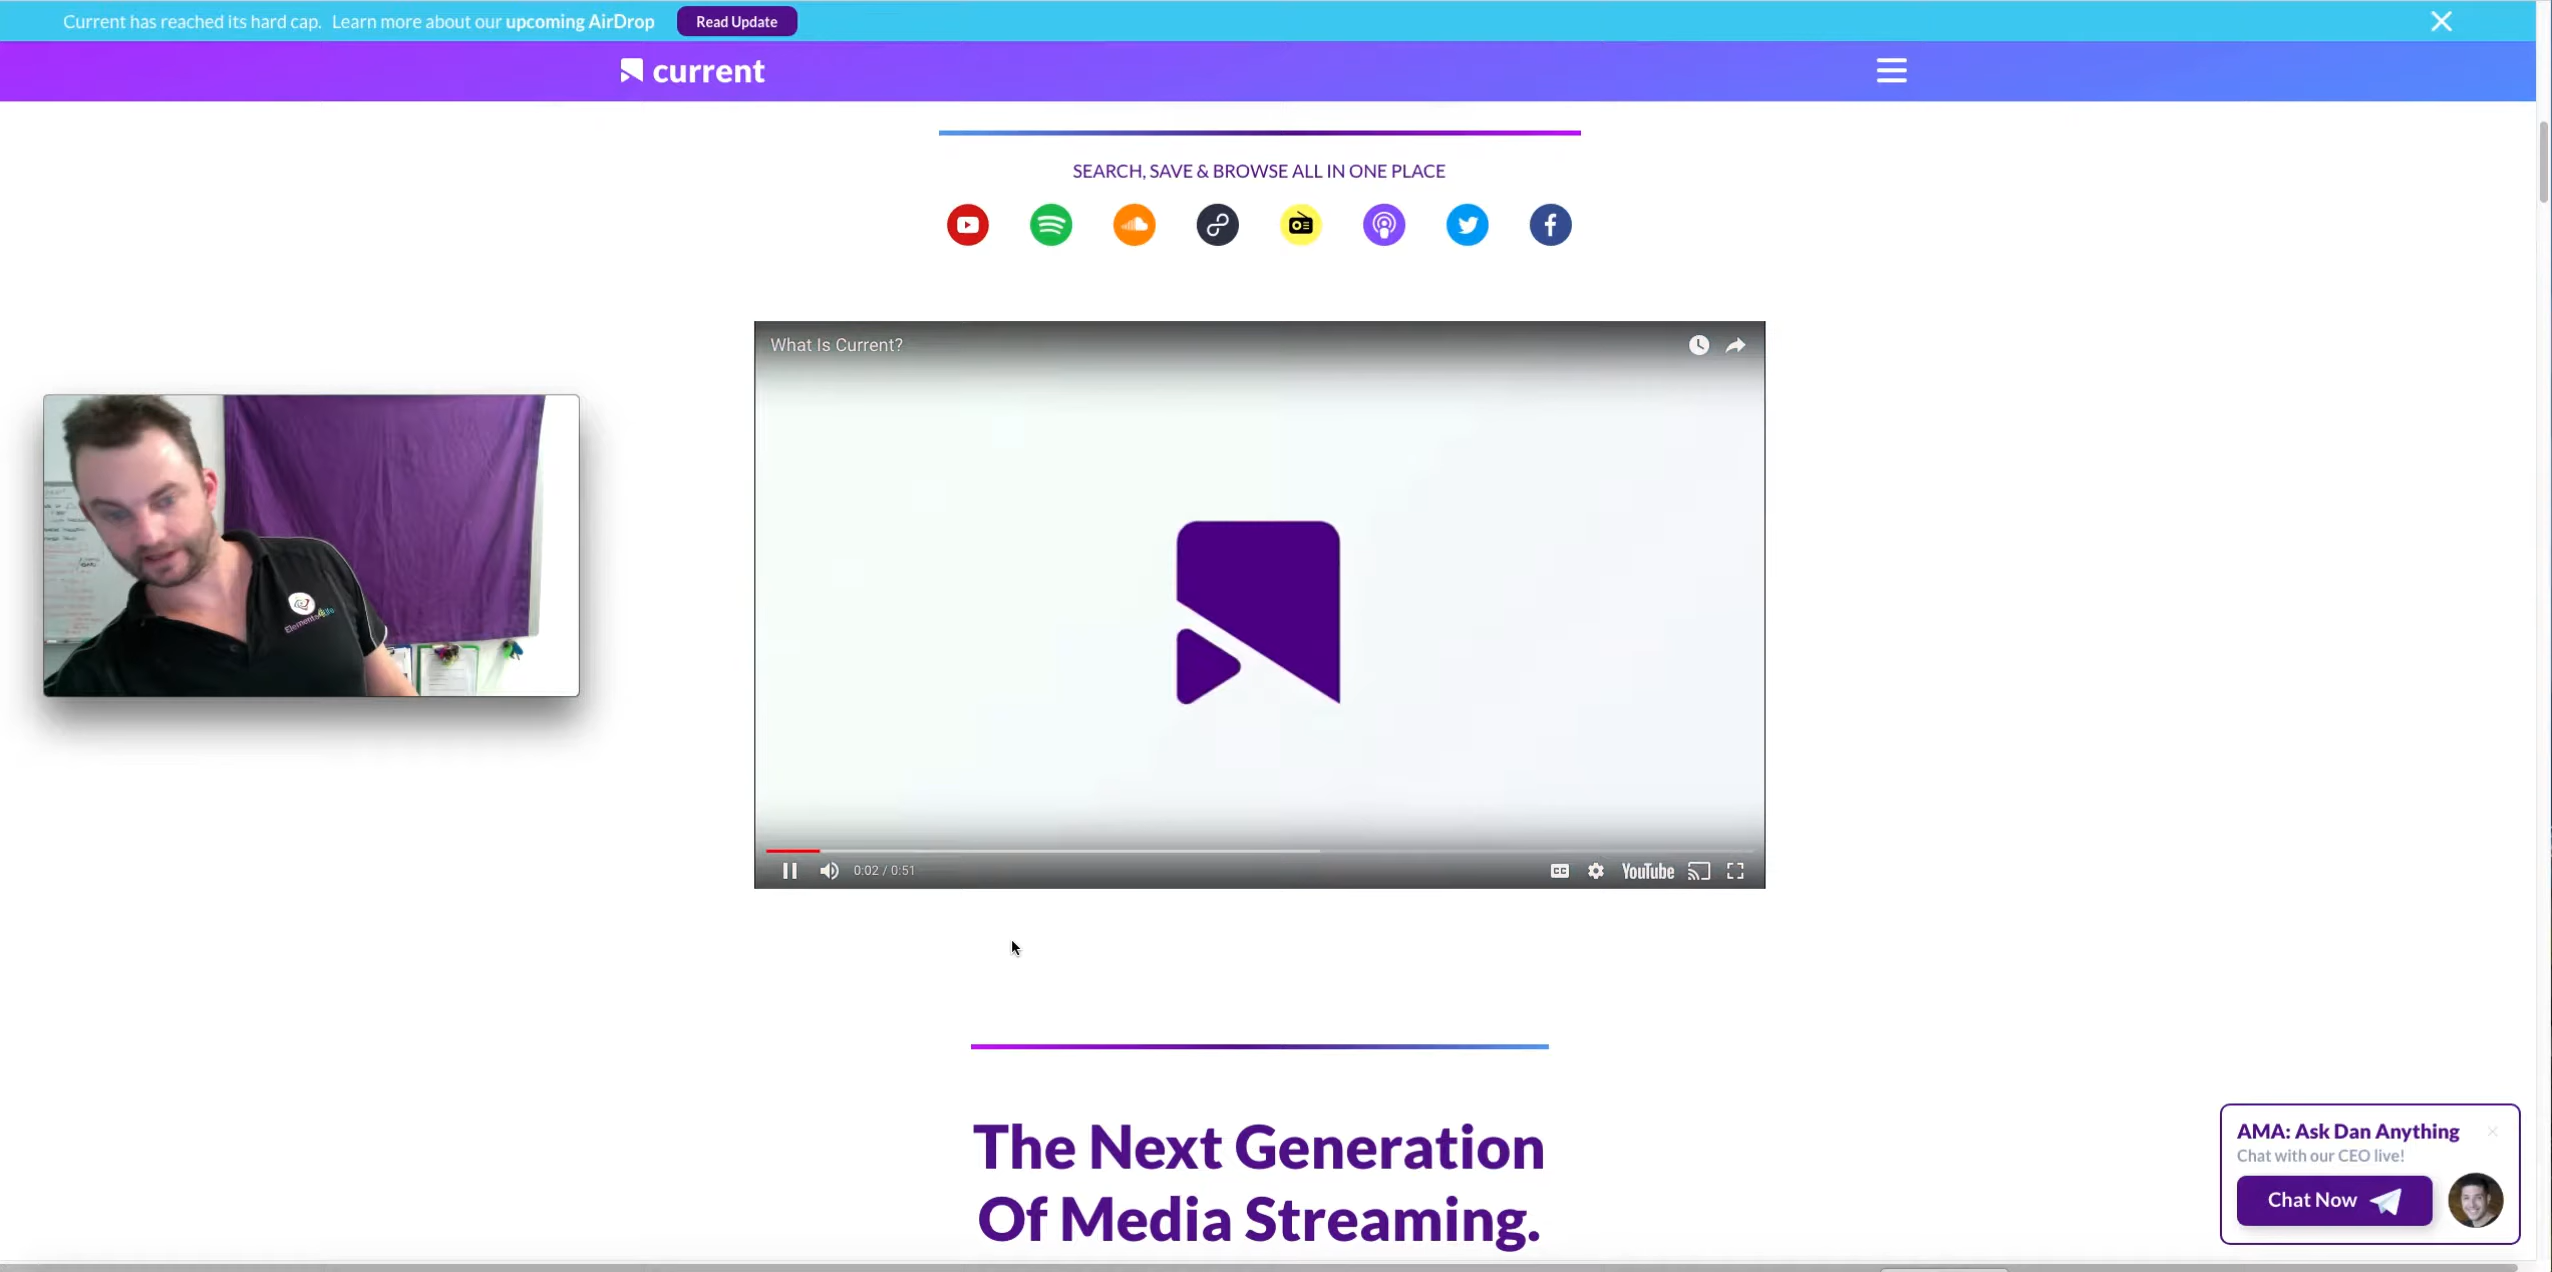 Current has reached its hard cap. Learn more about our upcoming AirDrop Read Update
current
SEARCH, SAVE & BROWSE ALL IN ONE PLACE
What Is Current?
Elements4Life
0:02 / 0:51
CC
YouTube
The Next Generation
Of Media Streaming.
AMA: Ask Dan Anything
Chat with our CEO live!
Chat Now